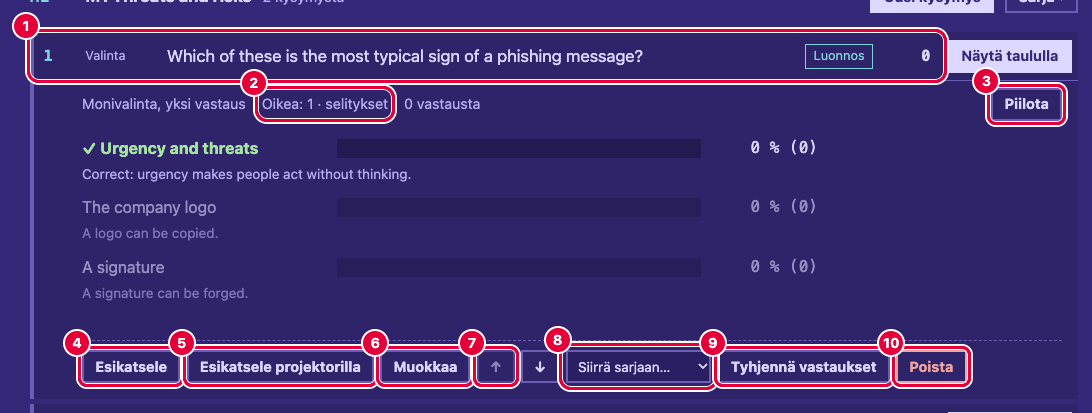 1
1 Valinta Which of these is the most typical sign of a phishing message? Luonnos 0 Näytä taululla
2 3
Monivalinta, yksi vastaus Oikea: 1 · selitykset 0 vastausta Piilota
✓ Urgency and threats 0 % (0)
Correct: urgency makes people act without thinking.
The company logo 0 % (0)
A logo can be copied.
A signature 0 % (0)
A signature can be forged.
4 5 6 7 8 9 10
Esikatsele Esikatsele projektorilla Muokkaa ↑ ↓ Siirrä sarjaan... Tyhjennä vastaukset Poista